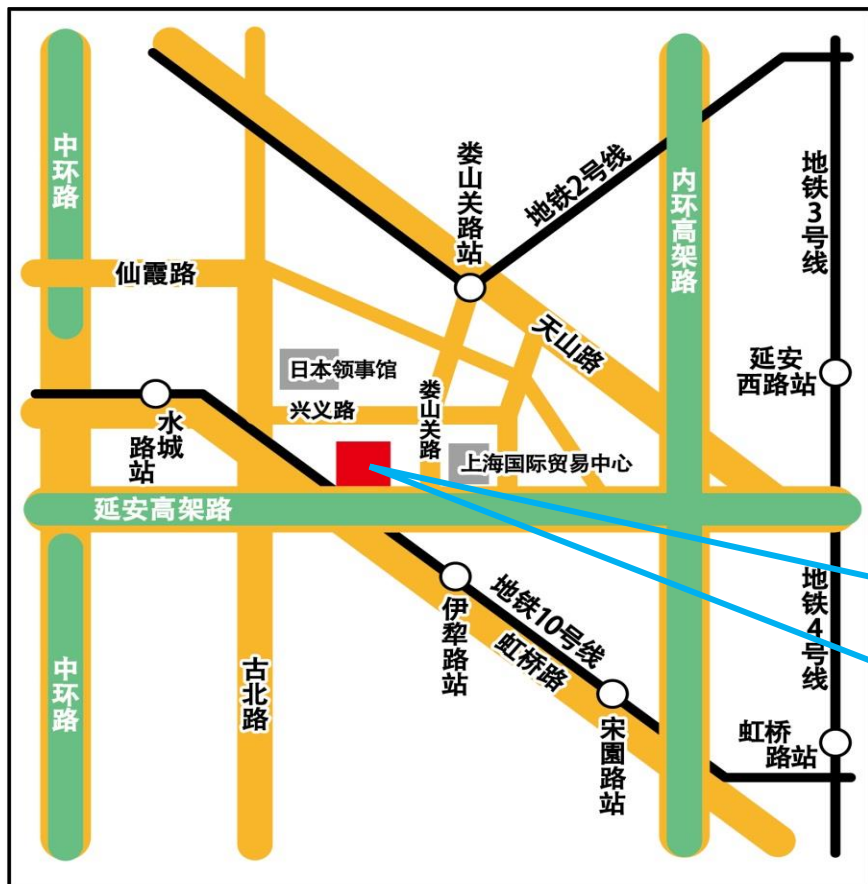 中环路
娄山关路站
地铁2号线
内环高架路
地铁3号线
仙霞路
天山路
延安
西路站
日本领事馆
兴义路
娄山关路
水城
路站
上海国际贸易中心
延安高架路
地铁4号线
地铁10号线
虹桥路
伊犁路站
中环路
古北路
宋園路站
虹桥
路站